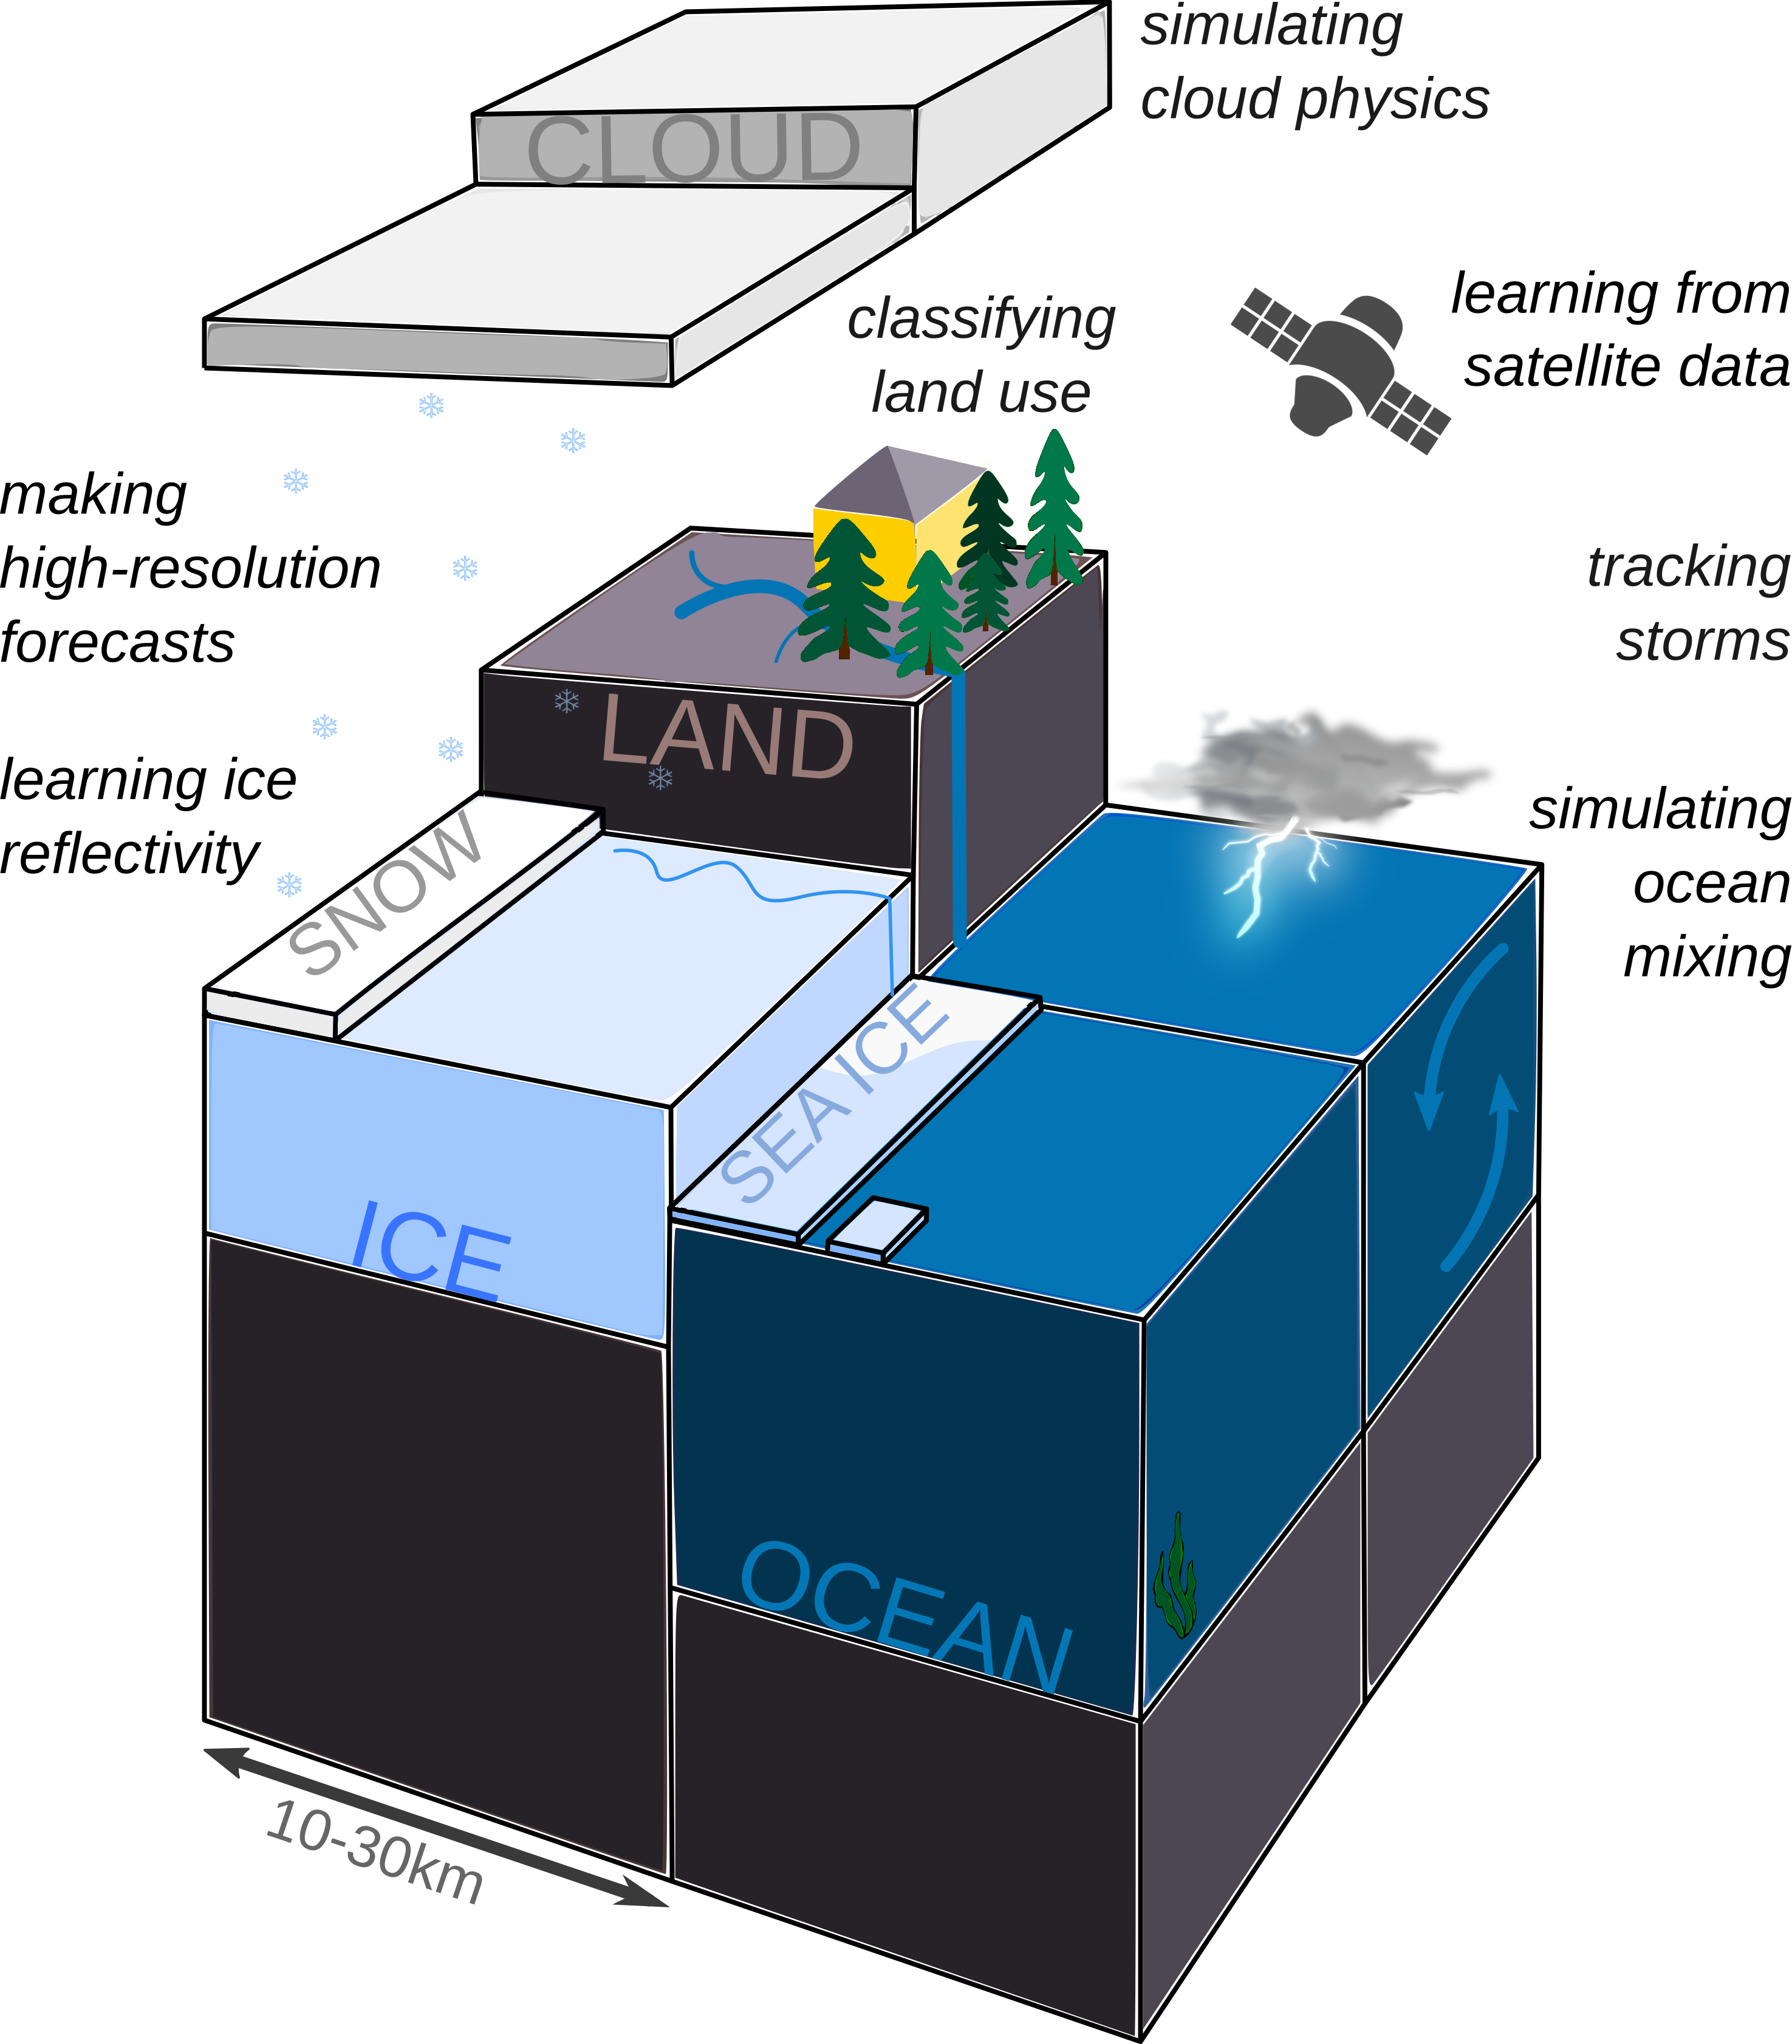 simulating
cloud physics
CLOUD
learning from
satellite data
classifying
land use
making
high-resolution
forecasts
tracking
storms
LAND
learning ice
reflectivity
simulating
ocean
mixing
SNOW
SEA ICE
ICE
OCEAN
10-30km